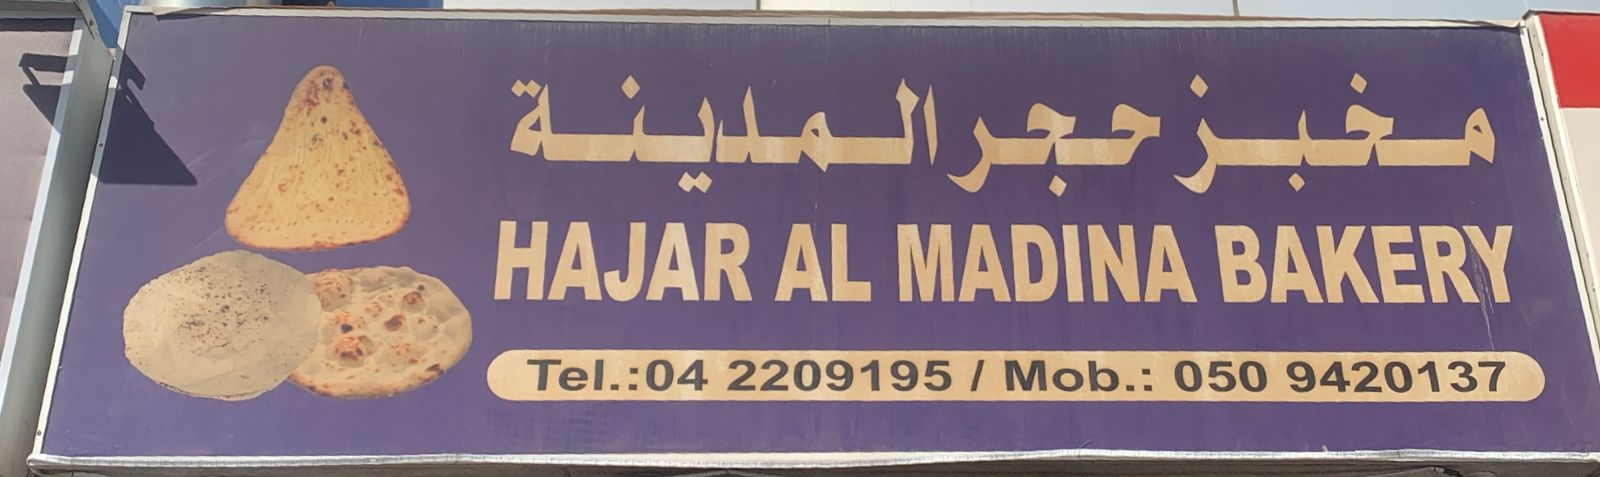 مخبز حجر المدينة
HAJAR AL MADINA BAKERY
Tel.:04 2209195 / Mob.: 050 9420137